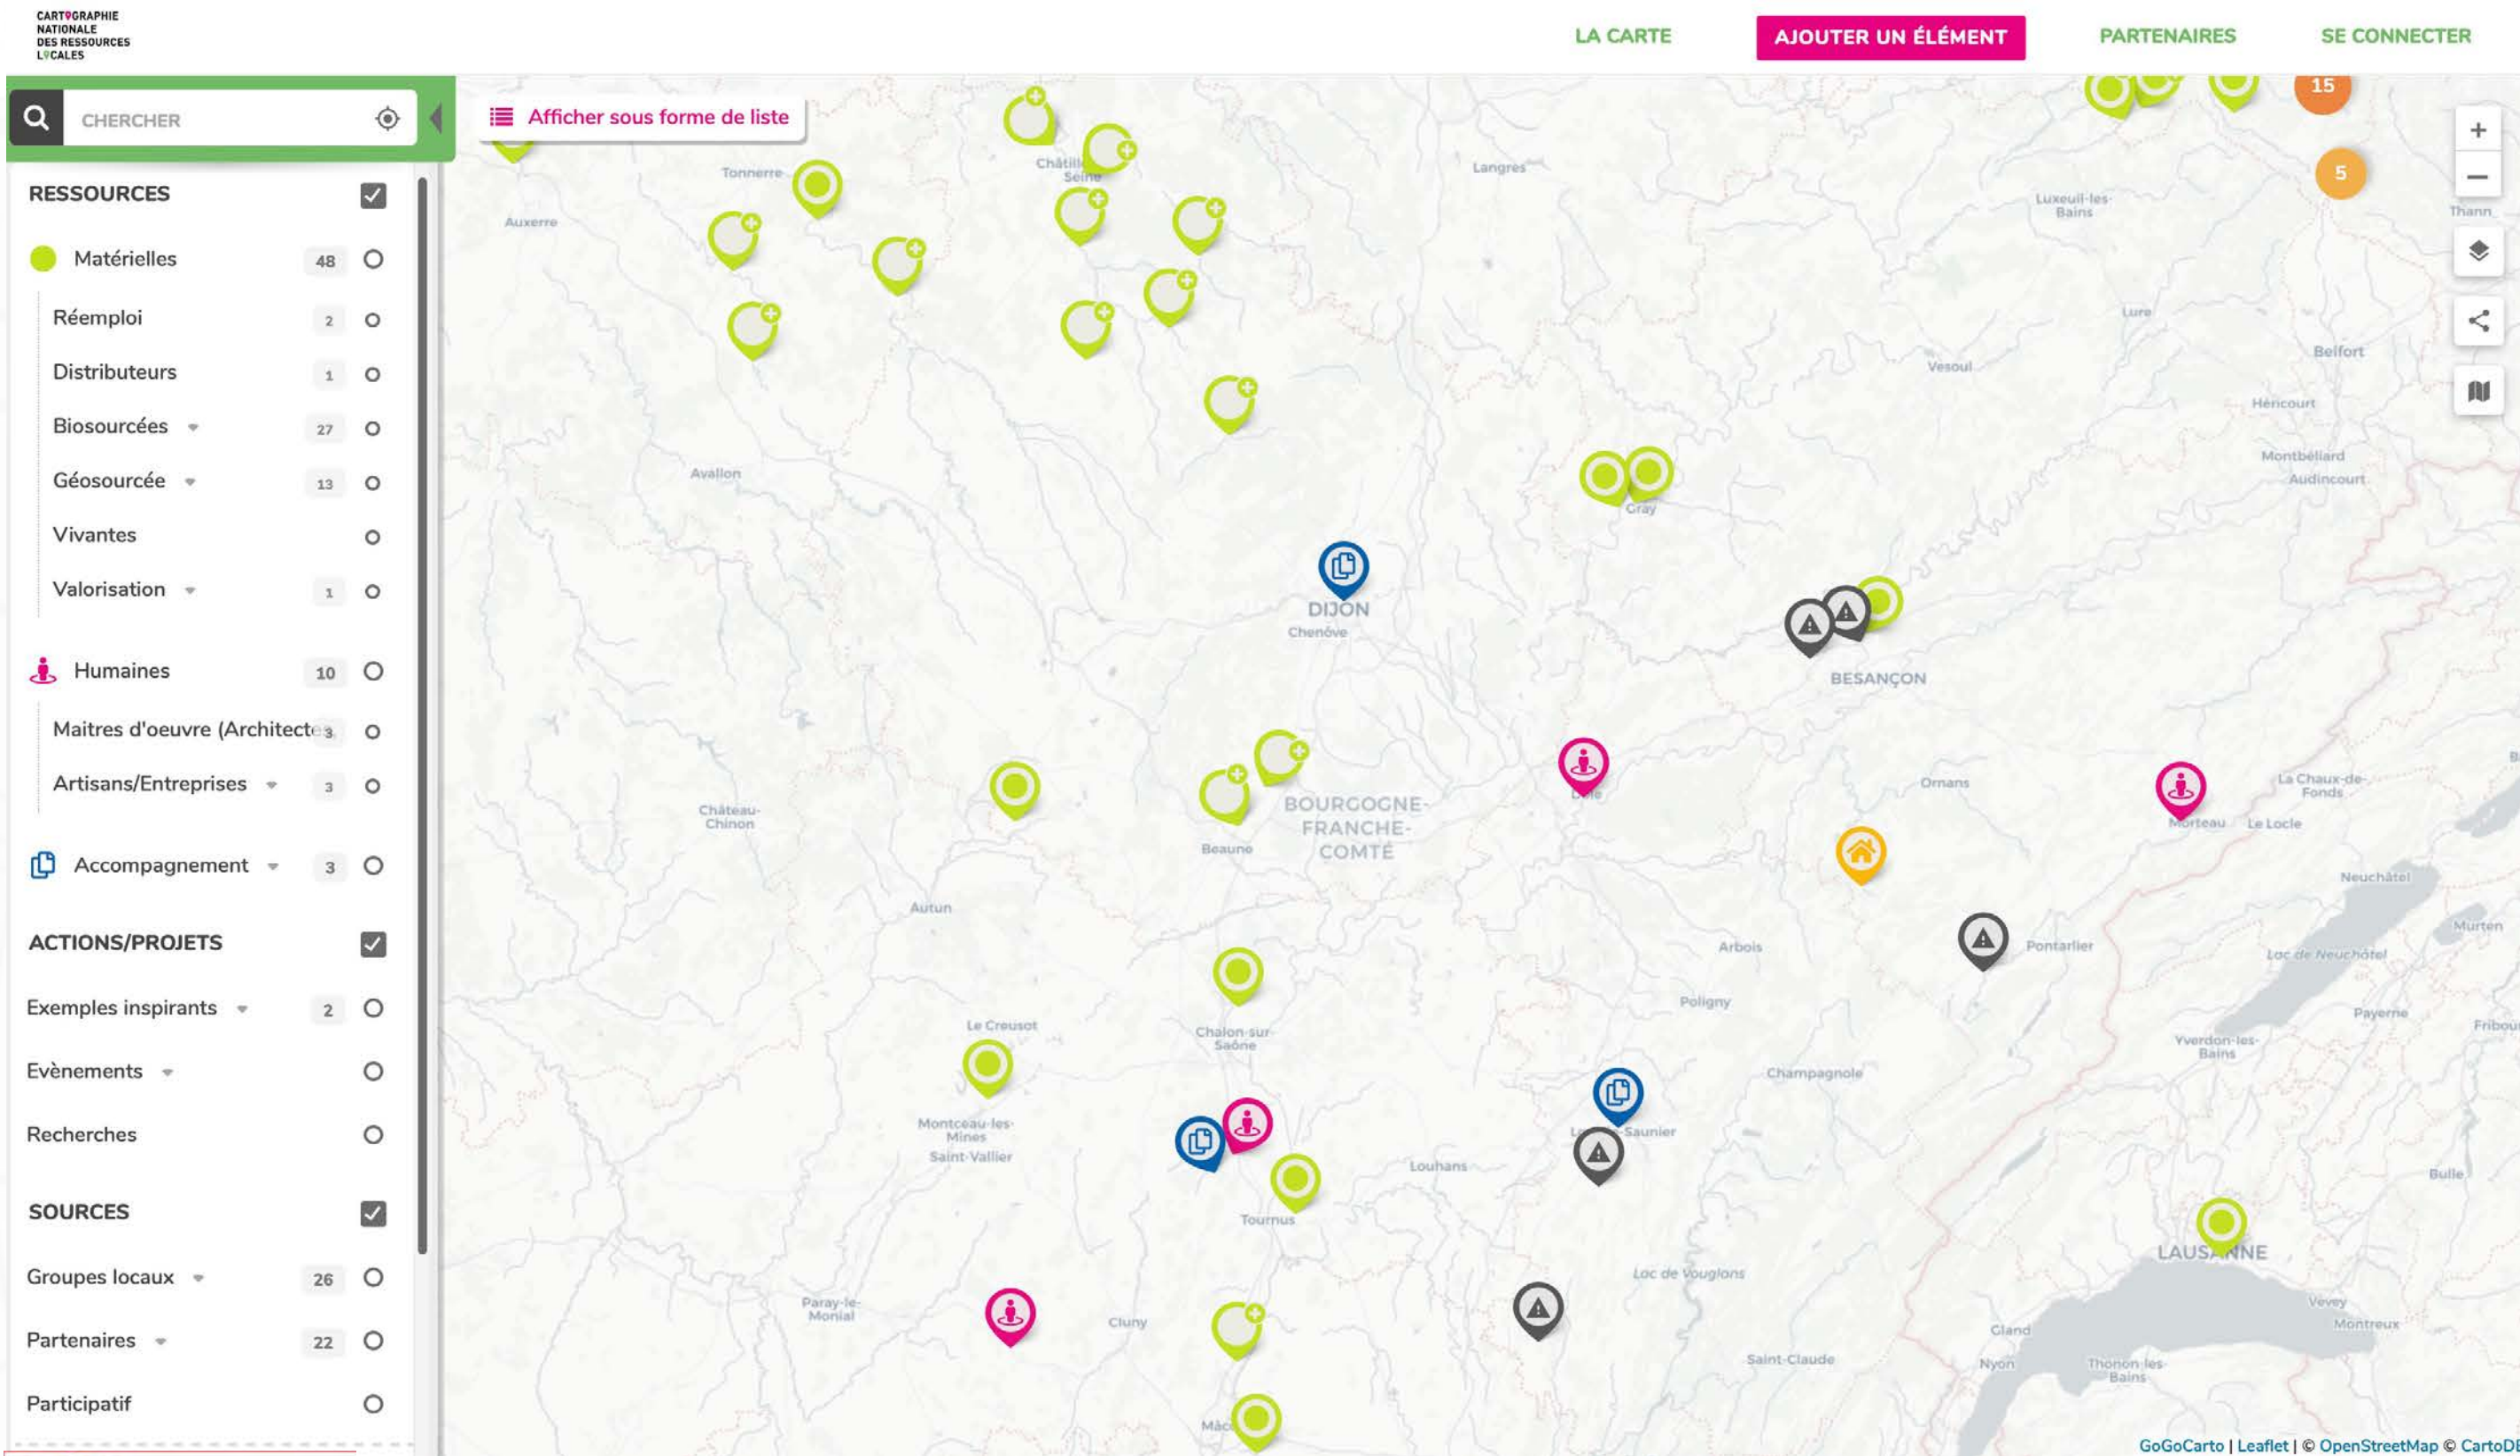 CARTOGRAPHIE
NATIONALE
DES RESSOURCES
LOCALES
LA CARTE
AJOUTER UN ÉLÉMENT
PARTENAIRES
SE CONNECTER
CHERCHER
Afficher sous forme de liste
RESSOURCES
Matérielles 48
Réemploi 2
Distributeurs 1
Biosourcées 27
Géosourcée 13
Vivantes
Valorisation 1
Humaines 10
Maitres d'oeuvre (Architectes 3
Artisans/Entreprises 3
Accompagnement 3
ACTIONS/PROJETS
Exemples inspirants 2
Evènements
Recherches
SOURCES
Groupes locaux 26
Partenaires 22
Participatif
15
5
+
−
Tonnerre
Seine
Langres
Auxerre
Luxeuil-les-
Bains
Thann
Lure
Belfort
Vesoul
Héricourt
Montbéliard
Audincourt
Avallon
Gray
DIJON
Chenôve
BESANÇON
Ornans
La Chaux-de-
Fonds
Château-
Chinon
BOURGOGNE-
FRANCHE-
COMTÉ
Morteau
Le Locle
Beaune
Neuchâtel
Autun
Murten
Arbois
Pontarlier
Lac de Neuchâtel
Poligny
Payerne
Le Creusot
Chalon-sur-
Saône
Yverdon-les-
Bains
Champagnole
Montceau-les-
Mines
Saint-Vallier
Saunier
Louhans
Bulle
Tournus
LAUSANNE
Lac de Vouglans
Paray-le-
Monial
Cluny
Vevey
Montreux
Gland
Saint-Claude
Nyon
Thonon-les-
Bains
GoGoCarto | Leaflet | © OpenStreetMap © CartoD